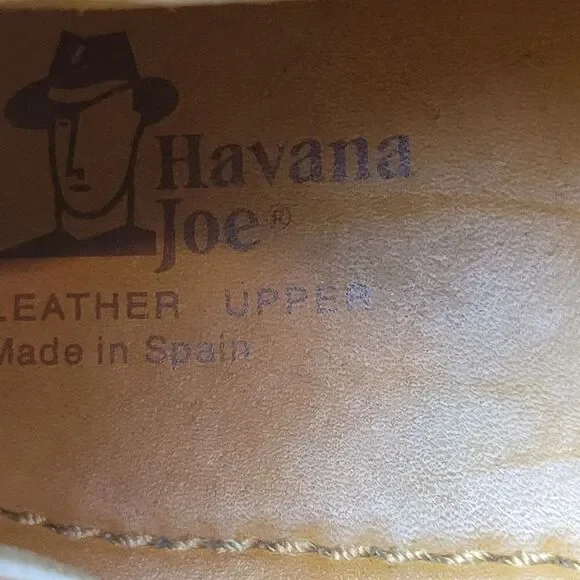 Havana
Joe®
LEATHER UPPER
Made in Spain